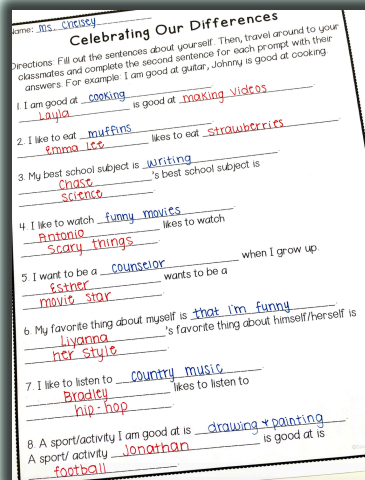 Name: Ms. Chelsey
Celebrating Our Differences
Directions: Fill out the sentences about yourself. Then, travel around to your
classmates and complete the second sentence for each prompt with their
answers. For example: I am good at guitar, Johnny is good at cooking.
1. I am good at cooking.
Layla is good at making videos.
2. I like to eat muffins.
Emma Lee likes to eat strawberries.
3. My best school subject is writing.
Chase 's best school subject is
science.
4. I like to watch funny movies.
Antonio likes to watch
scary things.
5. I want to be a counselor when I grow up.
Esther wants to be a
movie star.
6. My favorite thing about myself is that i'm funny.
Liyanna 's favorite thing about himself/herself is
her style.
7. I like to listen to country music.
Bradley likes to listen to
hip-hop.
8. A sport/activity I am good at is drawing + painting.
A sport/ activity Jonathan is good at is
football.